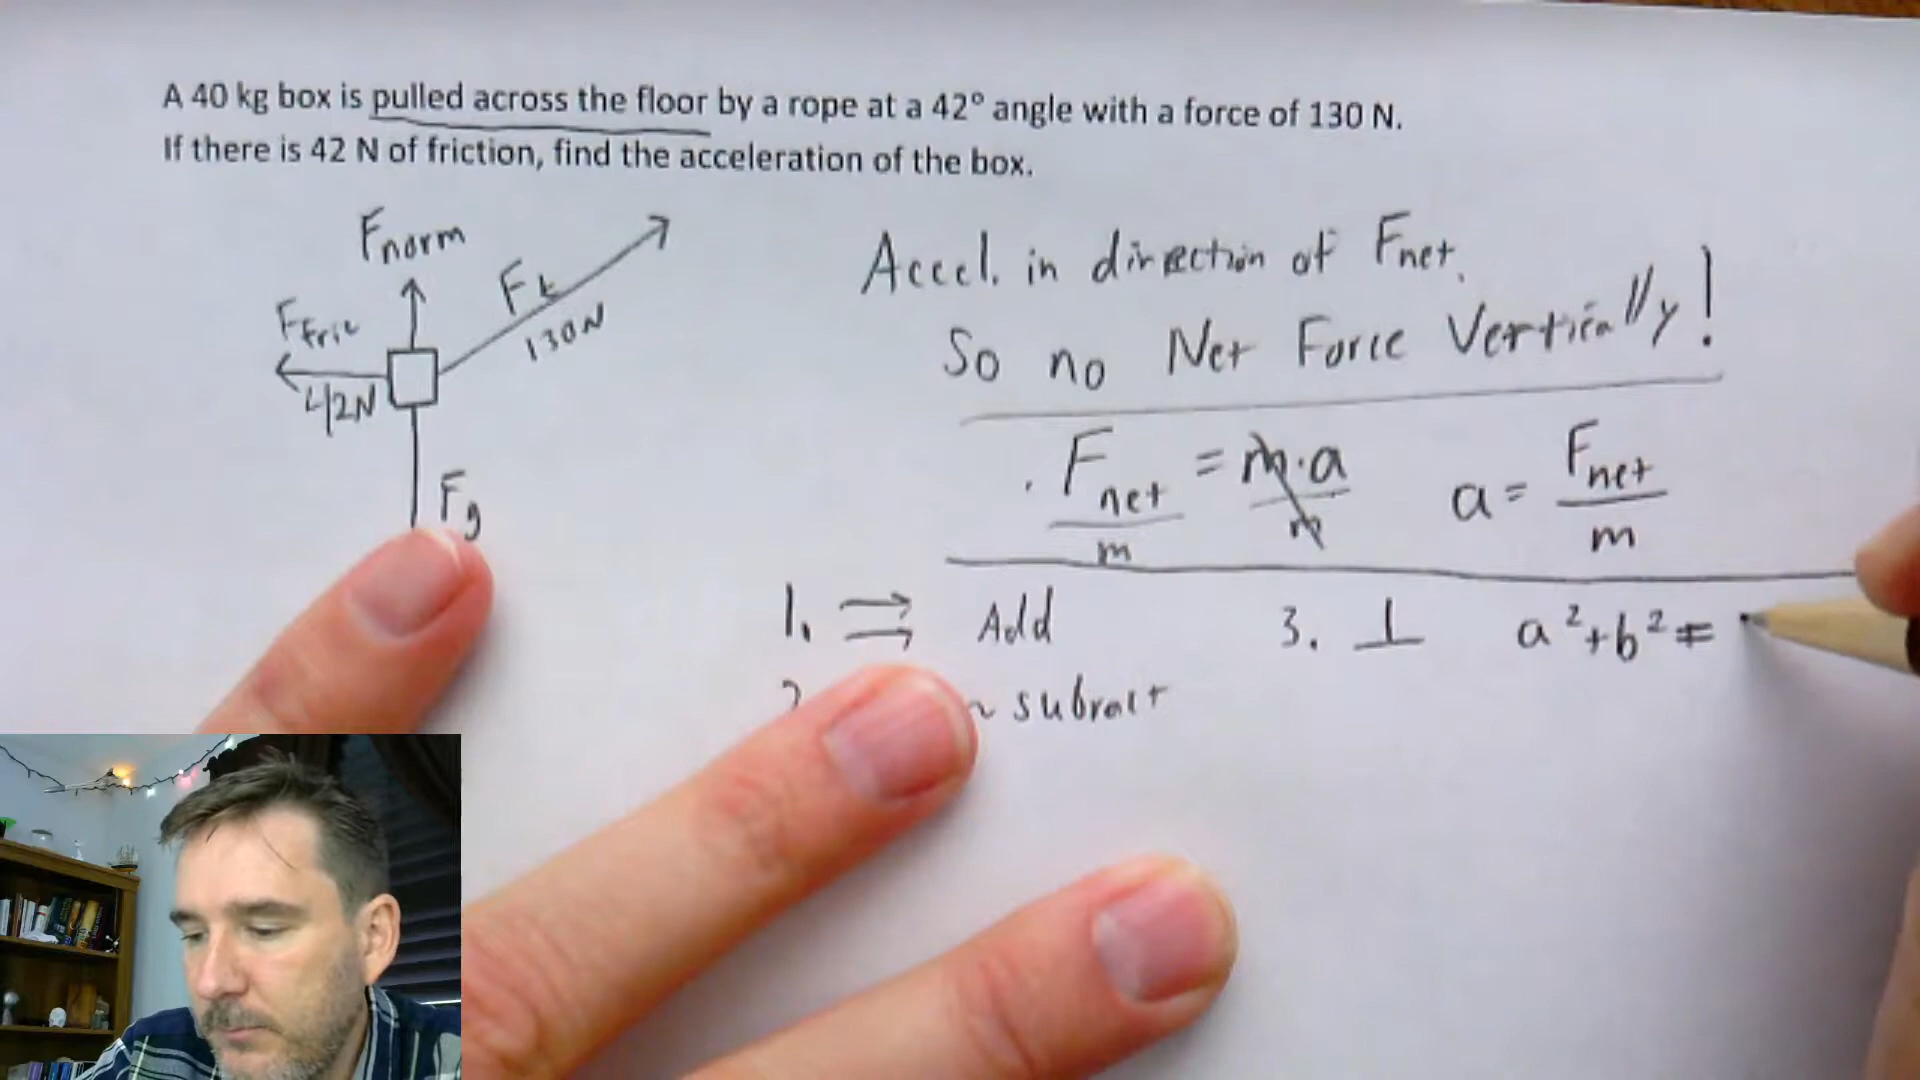 A 40 kg box is pulled across the floor by a rope at a 42° angle with a force of 130 N.
If there is 42 N of friction, find the acceleration of the box.
Fnorm
Ft
130N
Ffric
42N
Fg
Accel. in direction of Fnet.
So no Net Force Vertically!
Fnet/m = m·a/m
a = Fnet/m
1. ⇉ Add
2. subract
3. ⊥ a²+b²=